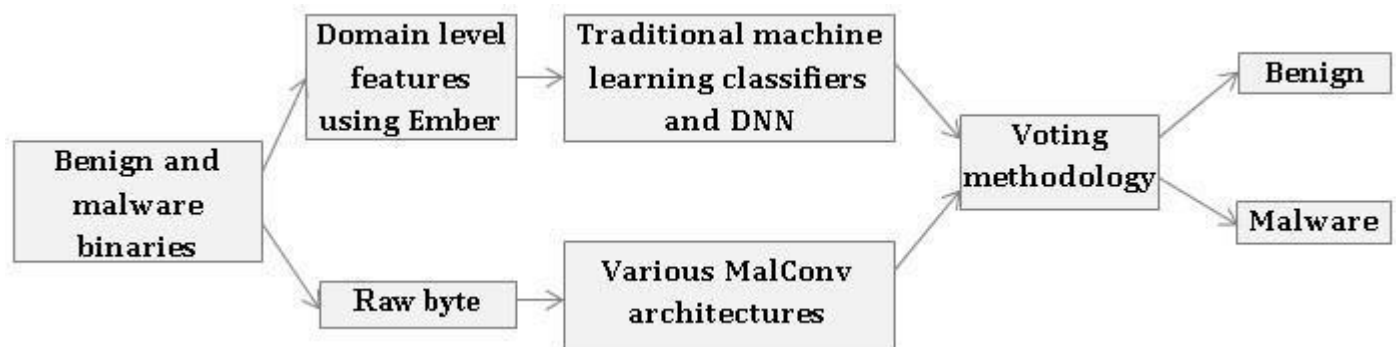 Benign and
malware
binaries
Domain level
features
using Ember
Traditional machine
learning classifiers
and DNN
Raw byte
Various MalConv
architectures
Voting
methodology
Benign
Malware